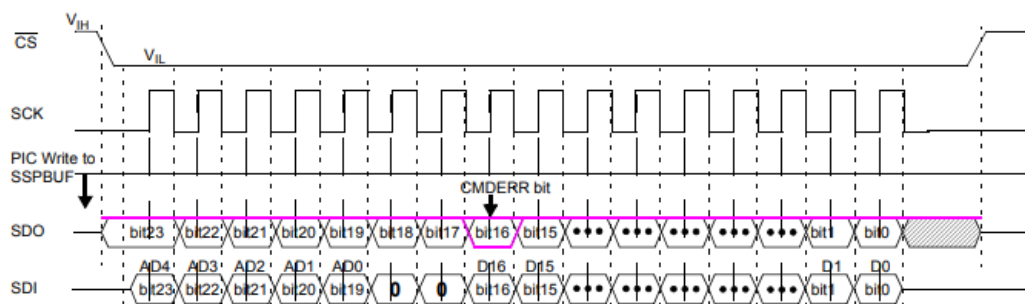 VIH
CS
VIL
SCK
PIC Write to
SSPBUF
CMDERR bit
SDO bit23 bit22 bit21 bit20 bit19 bit18 bit17 bit16 bit15 ••• ••• ••• ••• ••• bit1 bit0
AD4 AD3 AD2 AD1 AD0 D16 D15 D1 D0
SDI bit23 bit22 bit21 bit20 bit19 0 0 bit16 bit15 ••• ••• ••• ••• ••• bit1 bit0